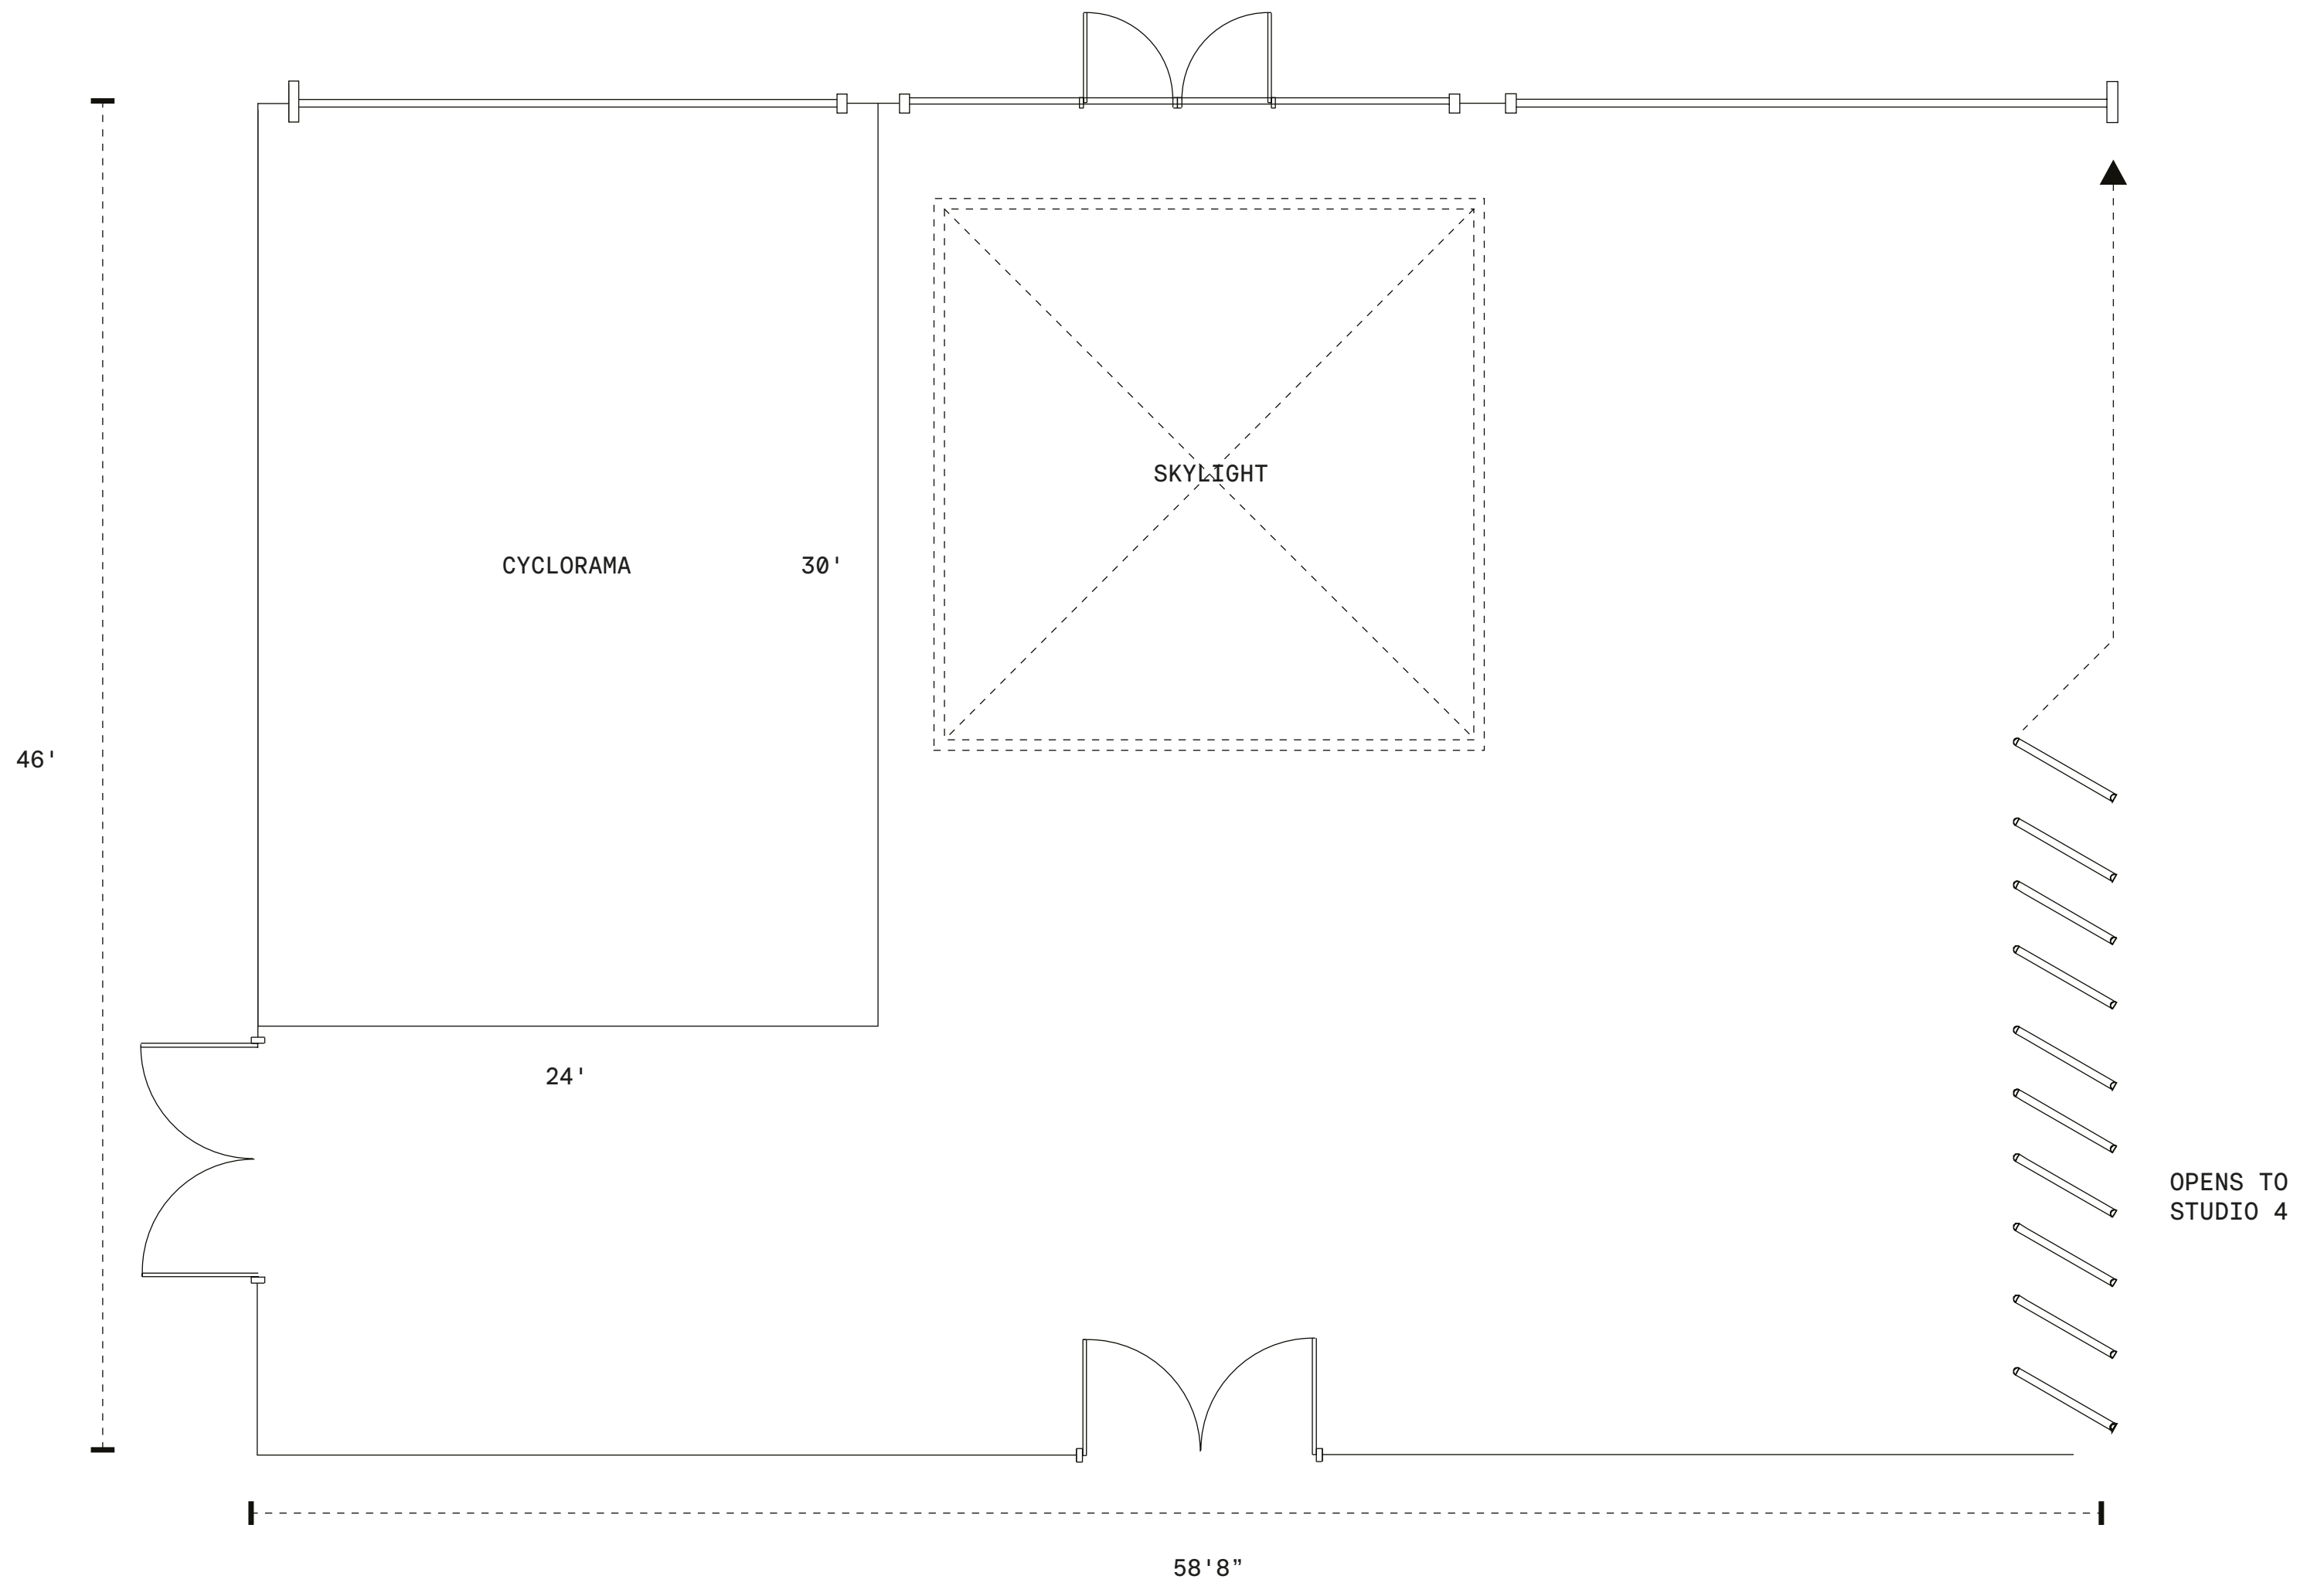 SKYLIGHT
CYCLORAMA
30'
46'
24'
OPENS TO
STUDIO 4
58'8”